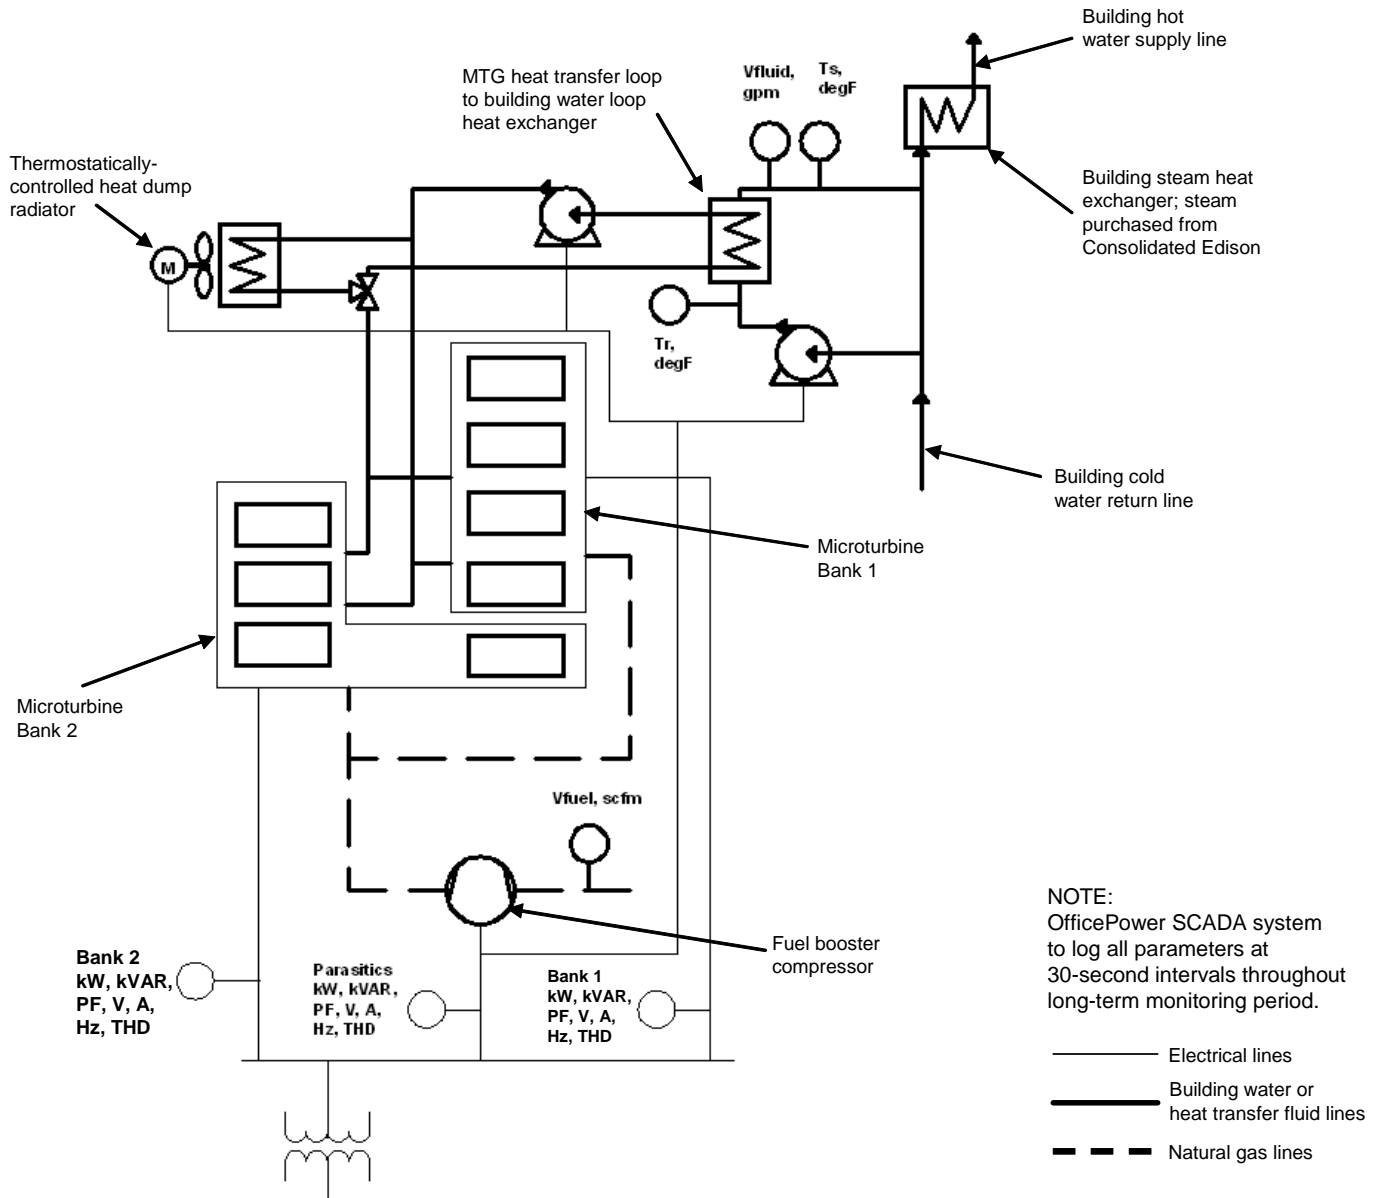 Building hot
water supply line
MTG heat transfer loop
to building water loop
heat exchanger
Vfluid,
gpm
Ts,
degF
Thermostatically-
controlled heat dump
radiator
Building steam heat
exchanger; steam
purchased from
Consolidated Edison
M
Tr,
degF
Building cold
water return line
Microturbine
Bank 1
Microturbine
Bank 2
Vfuel, scfm
Fuel booster
compressor
Bank 2
kW, kVAR,
PF, V, A,
Hz, THD
Parasitics
kW, kVAR,
PF, V, A,
Hz, THD
Bank 1
kW, kVAR,
PF, V, A,
Hz, THD
NOTE:
OfficePower SCADA system
to log all parameters at
30-second intervals throughout
long-term monitoring period.
Electrical lines
Building water or
heat transfer fluid lines
Natural gas lines